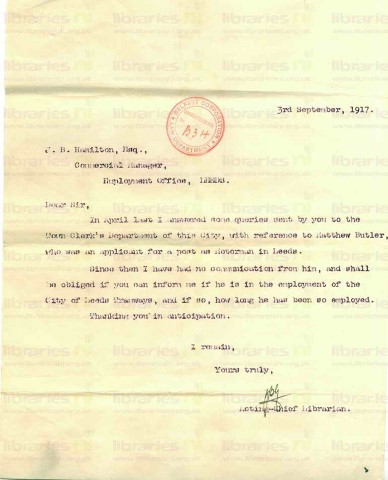 3rd September, 1917.
BELFAST CORPORATION
B34
DEPARTMENT
J. B. Hamilton, Esq.,
Commercial Manager,
Employment Office, LEEDS.
Dear Sir,
In April last I answered some queries sent by you to the
Town Clerk's Department of this City, with reference to Matthew Butler,
who was an applicant for a post as Motorman in Leeds.
Since then I have had no communication from him, and shall
be obliged if you can inform me if he is in the employment of the
City of Leeds Tramways, and if so, how long he has been so employed.
Thanking you in anticipation.
I remain,
Yours truly,
Acting-Chief Librarian.